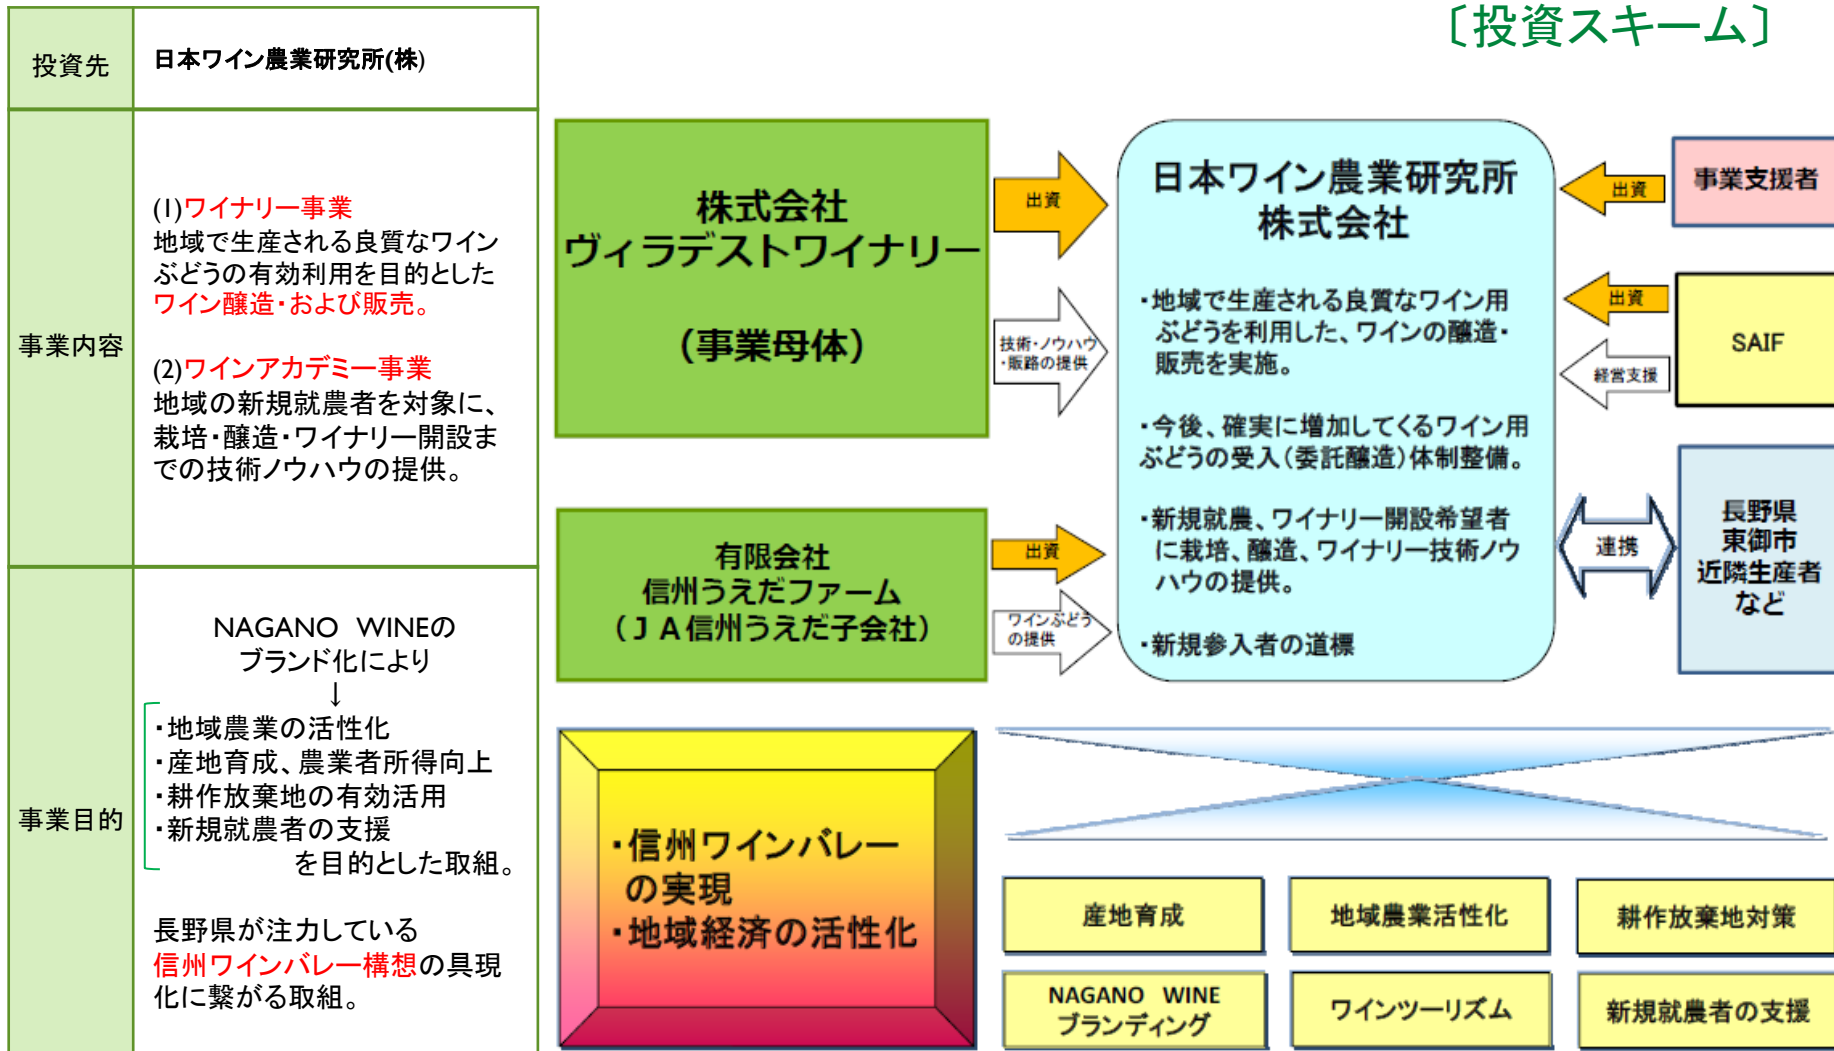 〔投資スキーム〕
投資先
日本ワイン農業研究所(株)
事業内容
(1)ワイナリー事業
地域で生産される良質なワイン
ぶどうの有効利用を目的とした
ワイン醸造・および販売。
(2)ワインアカデミー事業
地域の新規就農者を対象に、
栽培・醸造・ワイナリー開設ま
での技術ノウハウの提供。
事業目的
NAGANO　WINEの
ブランド化により
↓
・地域農業の活性化
・産地育成、農業者所得向上
・耕作放棄地の有効活用
・新規就農者の支援
を目的とした取組。
長野県が注力している
信州ワインバレー構想の具現
化に繋がる取組。
株式会社
ヴィラデストワイナリー
（事業母体）
出資
技術・ノウハウ
・販路の提供
有限会社
信州うえだファーム
（ＪＡ信州うえだ子会社）
出資
ワインぶどう
の提供
日本ワイン農業研究所
株式会社
・地域で生産される良質なワイン用
ぶどうを利用した、ワインの醸造・
販売を実施。
・今後、確実に増加してくるワイン用
ぶどうの受入（委託醸造）体制整備。
・新規就農、ワイナリー開設希望者
に栽培、醸造、ワイナリー技術ノウ
ハウの提供。
・新規参入者の道標
出資
事業支援者
出資
経営支援
SAIF
連携
長野県
東御市
近隣生産者
など
・信州ワインバレー
の実現
・地域経済の活性化
産地育成
地域農業活性化
耕作放棄地対策
NAGANO　WINE
ブランディング
ワインツーリズム
新規就農者の支援